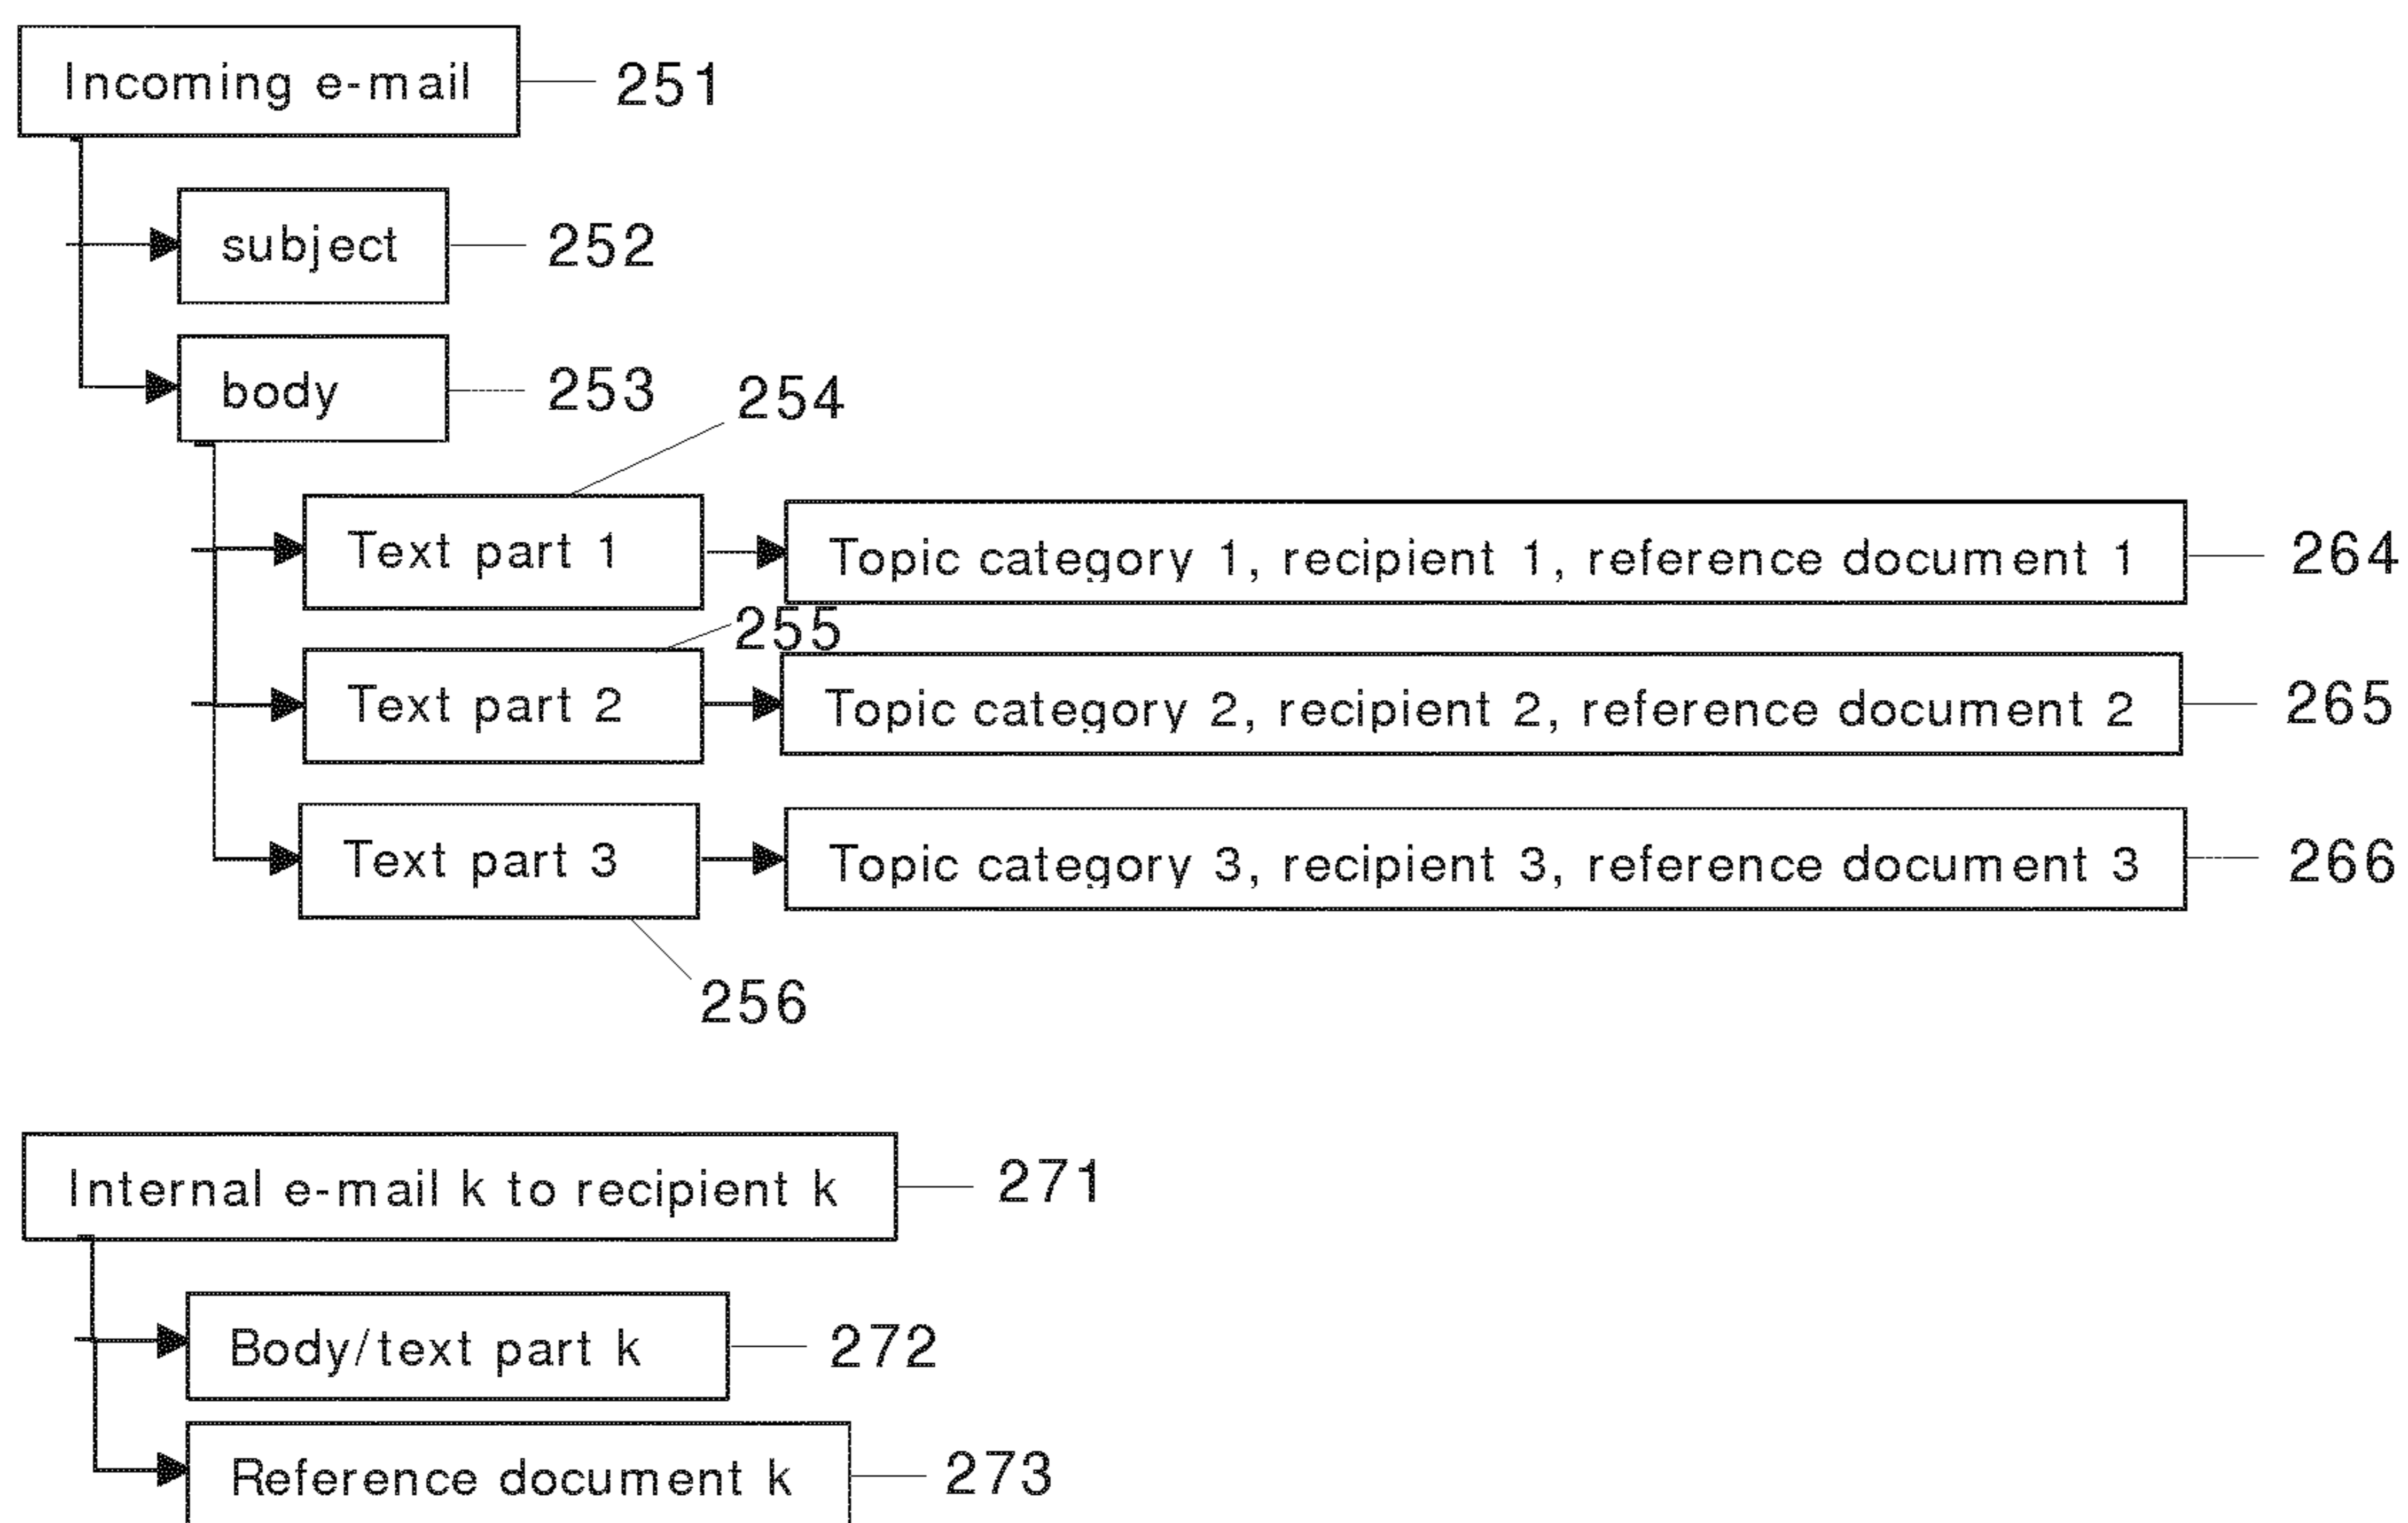 Incoming e-mail 251
subject 252
body 253
254
Text part 1 Topic category 1, recipient 1, reference document 1 264
255
Text part 2 Topic category 2, recipient 2, reference document 2 265
Text part 3 Topic category 3, recipient 3, reference document 3 266
256
Internal e-mail k to recipient k 271
Body/text part k 272
Reference document k 273